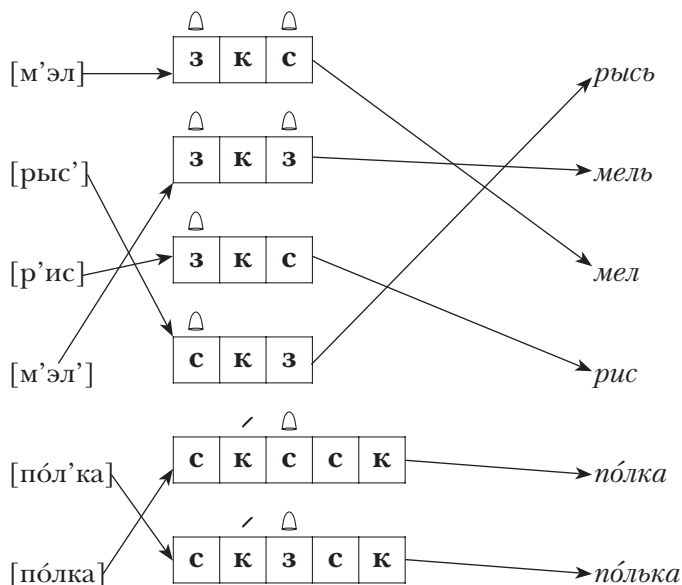 [м'эл] з к с рысь
[рыс'] з к з мель
[р'ис] з к с мел
[м'эл'] с к з рис
[по́л'ка] с к с с к по́лка
[по́лка] с к з с к по́лька